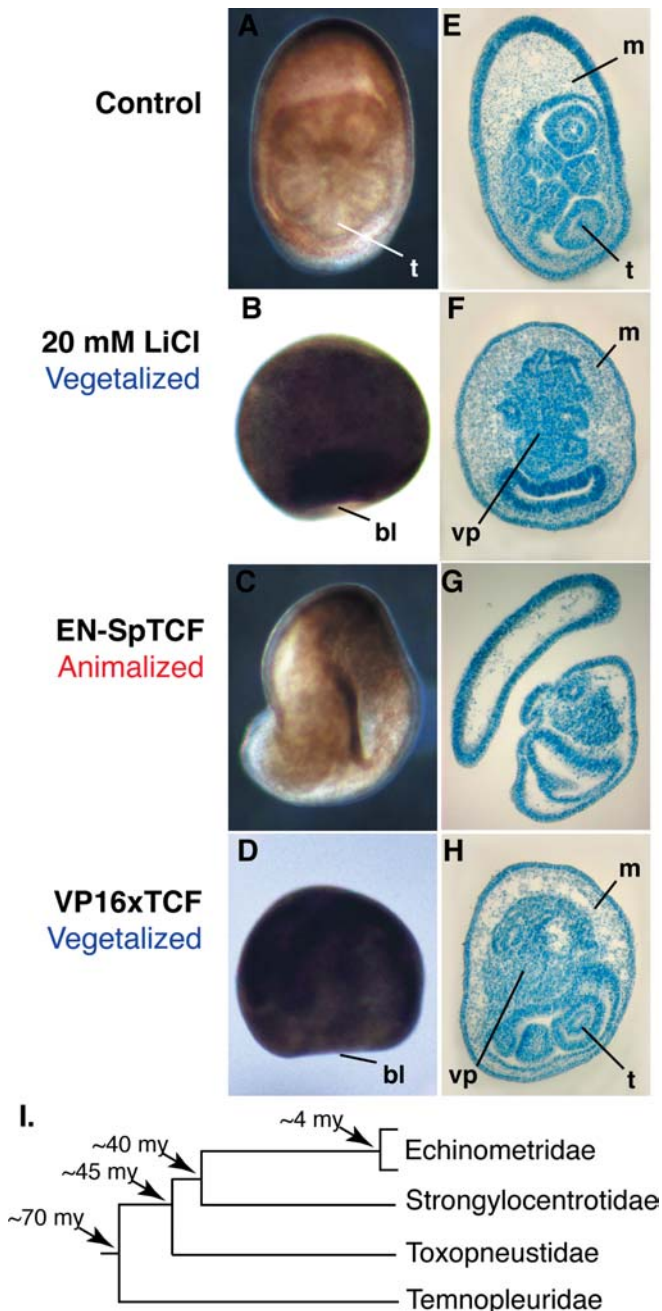 A
E
m
Control
t
t
B
F
20 mM LiCl
m
Vegetalized
bl
vp
C
G
EN-SpTCF
Animalized
D
H
m
VP16xTCF
Vegetalized
bl
vp
t
I.
~4 my
~40 my
Echinometridae
~45 my
Strongylocentrotidae
~70 my
Toxopneustidae
Temnopleuridae